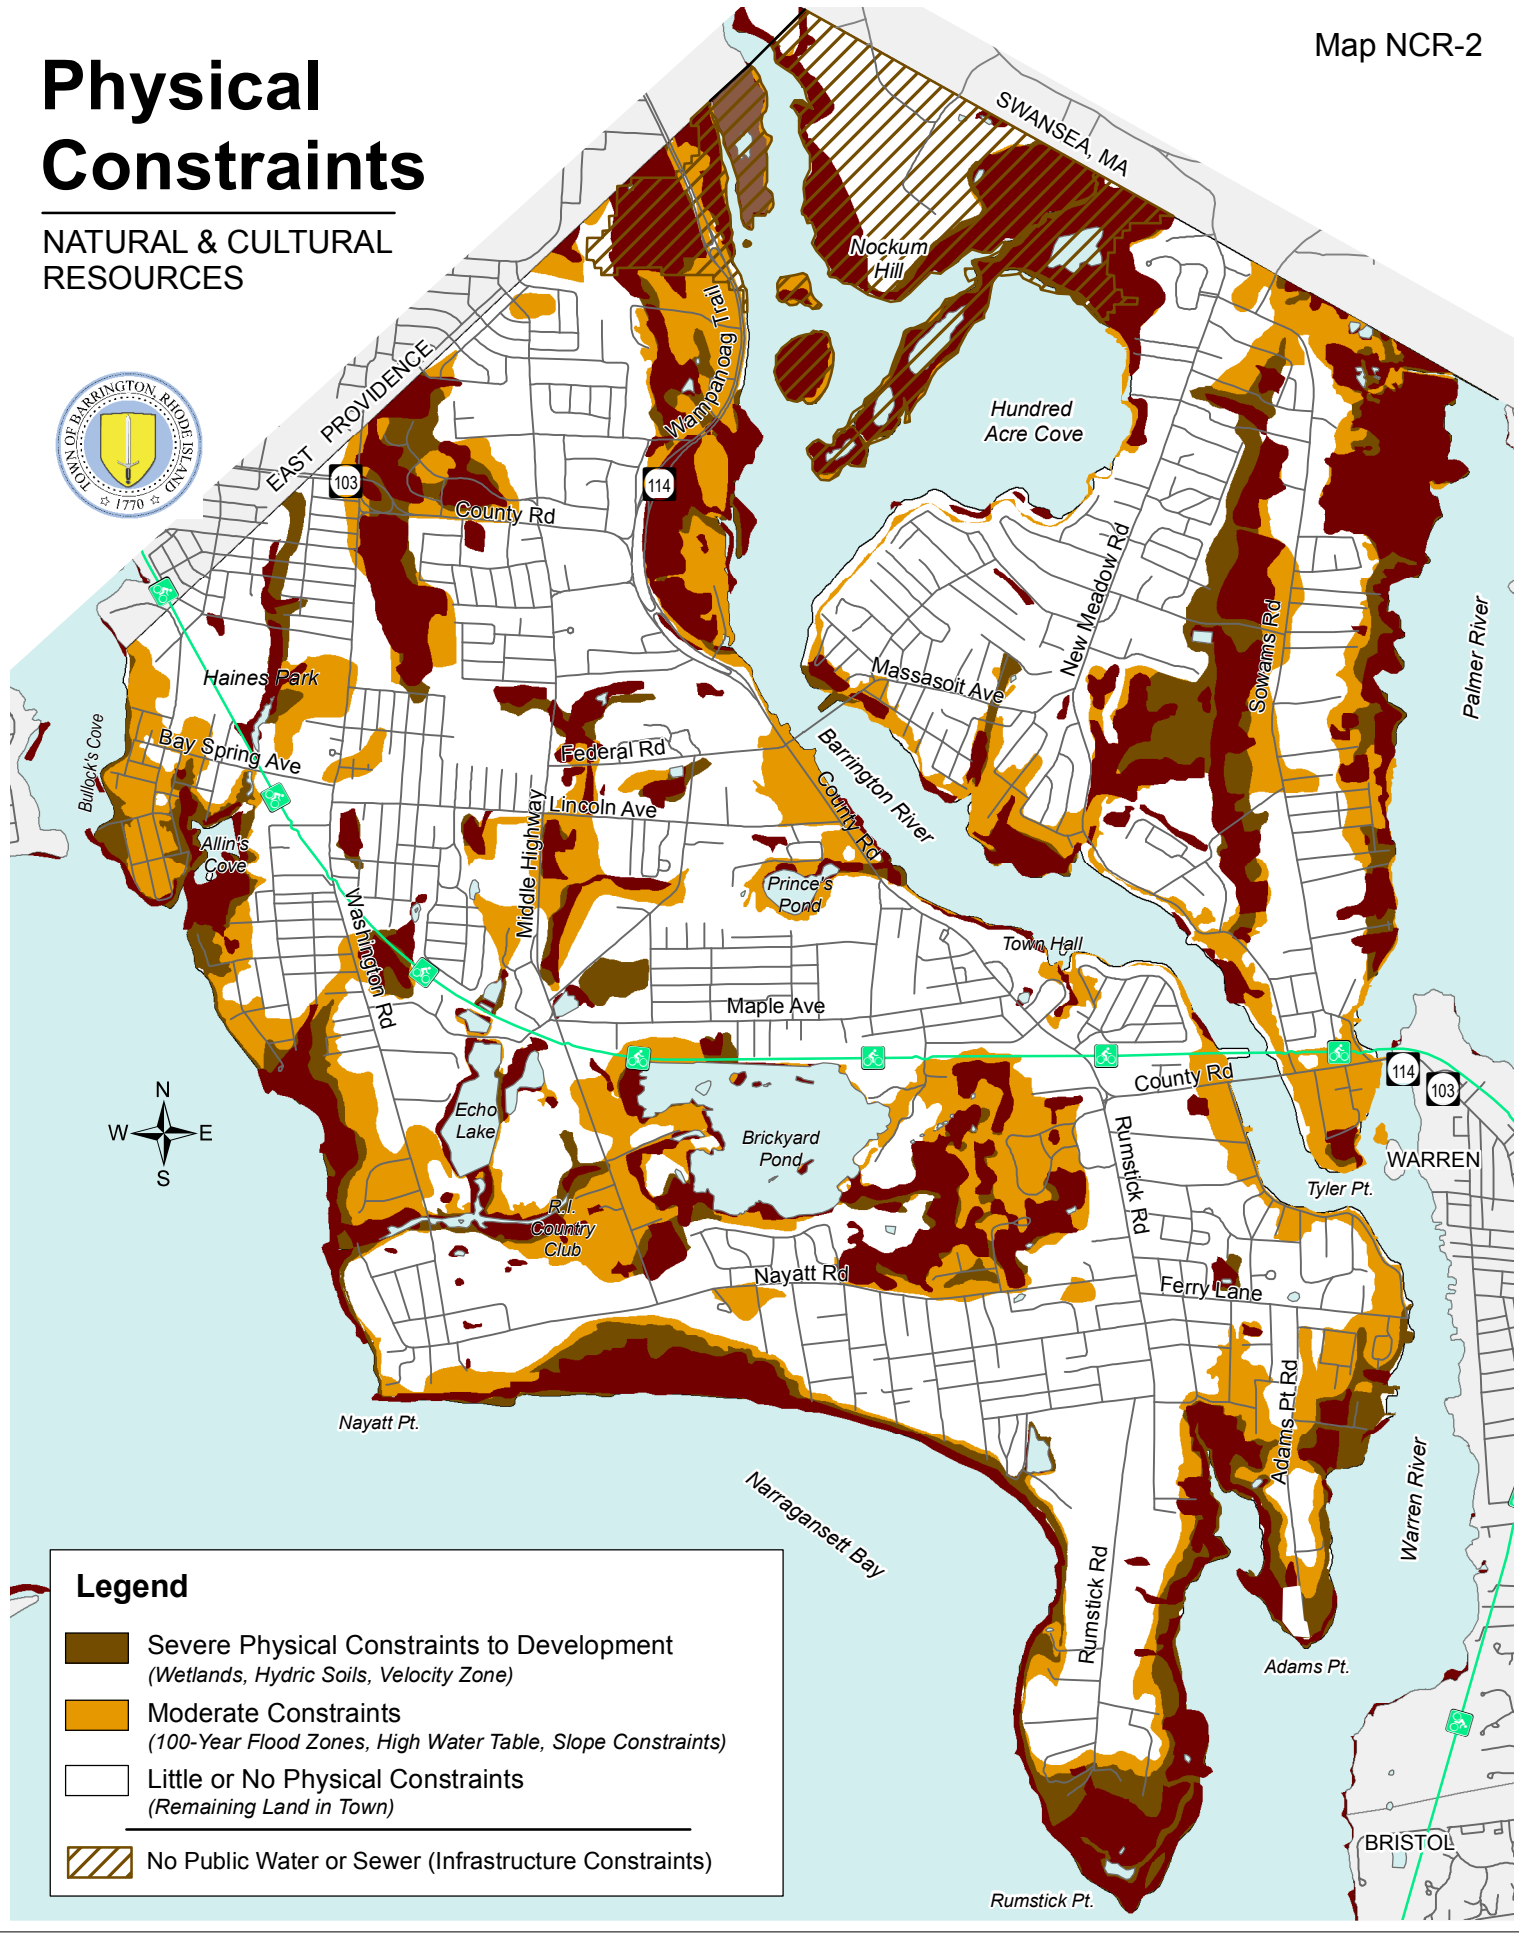 Physical
Constraints
NATURAL & CULTURAL
RESOURCES
Map NCR-2
SWANSEA, MA
TOWN OF BARRINGTON, RHODE ISLAND
1770
EAST PROVIDENCE
Nockum
Hill
Wampanoag Trail
Hundred
Acre Cove
103
114
County Rd
New Meadow Rd
Sowams Rd
Palmer River
Haines Park
Massasoit Ave
Bullock's Cove
Bay Spring Ave
Federal Rd
Barrington River
County Rd
Lincoln Ave
Middle Highway
Allin's
Cove
Prince's
Pond
Washington Rd
Town Hall
Maple Ave
County Rd
114
103
N
W
E
S
Echo
Lake
Brickyard
Pond
Rumstick Rd
WARREN
Tyler Pt.
R.I.
Country
Club
Nayatt Rd
Ferry Lane
Adams Pt Rd
Nayatt Pt.
Narragansett Bay
Warren River
Rumstick Rd
Adams Pt.
BRISTOL
Rumstick Pt.
Legend
Severe Physical Constraints to Development
(Wetlands, Hydric Soils, Velocity Zone)
Moderate Constraints
(100-Year Flood Zones, High Water Table, Slope Constraints)
Little or No Physical Constraints
(Remaining Land in Town)
No Public Water or Sewer (Infrastructure Constraints)